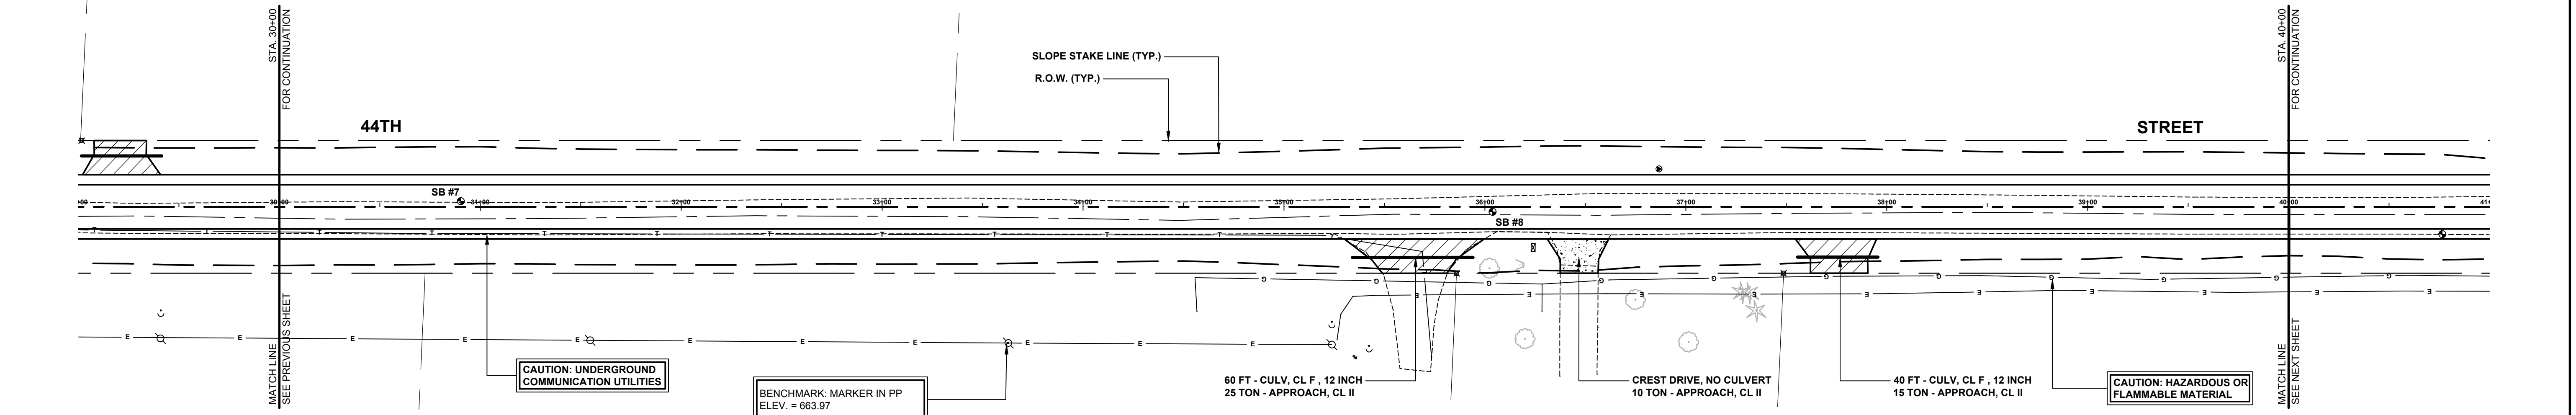 STA. 30+00
FOR CONTINUATION
SLOPE STAKE LINE (TYP.)
R.O.W. (TYP.)
STA. 40+00
FOR CONTINUATION
44TH
STREET
SB #7
+00
30+00
31+00
32+00
33+00
34+00
35+00
36+00
37+00
38+00
39+00
40+00
41+
SB #8
T T T T T T T T T T T
G G G G G G G G G G G
E E E E E E E E E E
E E E E E E E E E E E
MATCH LINE
SEE PREVIOUS SHEET
CAUTION: UNDERGROUND
COMMUNICATION UTILITIES
BENCHMARK: MARKER IN PP
ELEV. = 663.97
60 FT - CULV, CL F , 12 INCH
25 TON - APPROACH, CL II
CREST DRIVE, NO CULVERT
10 TON - APPROACH, CL II
40 FT - CULV, CL F , 12 INCH
15 TON - APPROACH, CL II
CAUTION: HAZARDOUS OR
FLAMMABLE MATERIAL
MATCH LINE
SEE NEXT SHEET